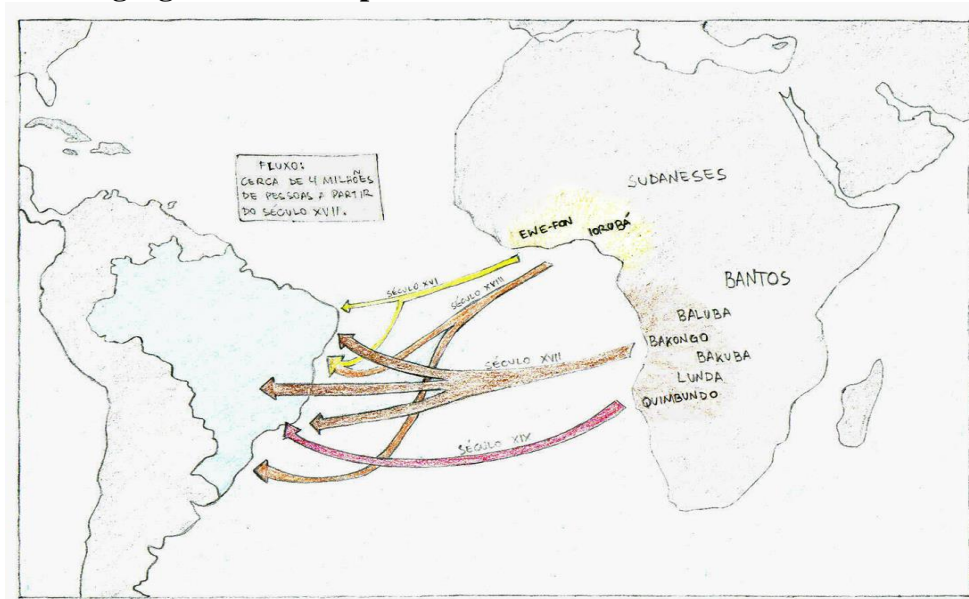 FLUXO:
CERCA DE 4 MILHÕES
DE PESSOAS A PARTIR
DO SÉCULO XVII.
SUDANESES
EWE-FON IORUBÁ
BANTOS
BALUBA
BAKONGO
BAKUBA
LUNDA
QUIMBUNDO
SÉCULO XVI
SÉCULO XVIII
SÉCULO XVII
SÉCULO XIX